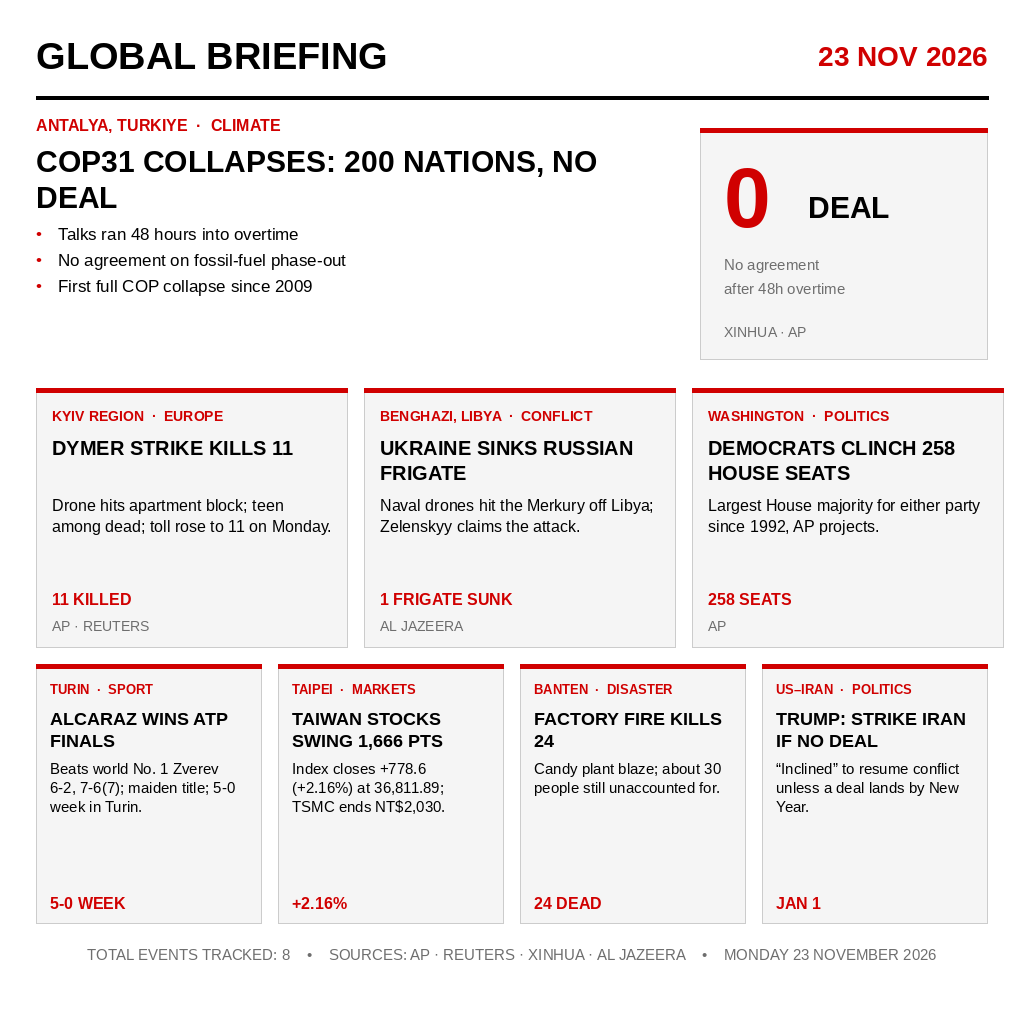 GLOBAL BRIEFING
23 NOV 2026
ANTALYA, TURKIYE · CLIMATE
COP31 COLLAPSES: 200 NATIONS, NO
DEAL
• Talks ran 48 hours into overtime
• No agreement on fossil-fuel phase-out
• First full COP collapse since 2009
0 DEAL
No agreement
after 48h overtime
XINHUA · AP
KYIV REGION · EUROPE
DYMER STRIKE KILLS 11
Drone hits apartment block; teen
among dead; toll rose to 11 on Monday.
11 KILLED
AP · REUTERS
BENGHAZI, LIBYA · CONFLICT
UKRAINE SINKS RUSSIAN
FRIGATE
Naval drones hit the Merkury off Libya;
Zelenskyy claims the attack.
1 FRIGATE SUNK
AL JAZEERA
WASHINGTON · POLITICS
DEMOCRATS CLINCH 258
HOUSE SEATS
Largest House majority for either party
since 1992, AP projects.
258 SEATS
AP
TURIN · SPORT
ALCARAZ WINS ATP
FINALS
Beats world No. 1 Zverev
6-2, 7-6(7); maiden title; 5-0
week in Turin.
5-0 WEEK
TAIPEI · MARKETS
TAIWAN STOCKS
SWING 1,666 PTS
Index closes +778.6
(+2.16%) at 36,811.89;
TSMC ends NT$2,030.
+2.16%
BANTEN · DISASTER
FACTORY FIRE KILLS
24
Candy plant blaze; about 30
people still unaccounted for.
24 DEAD
US–IRAN · POLITICS
TRUMP: STRIKE IRAN
IF NO DEAL
“Inclined” to resume conflict
unless a deal lands by New
Year.
JAN 1
TOTAL EVENTS TRACKED: 8 • SOURCES: AP · REUTERS · XINHUA · AL JAZEERA • MONDAY 23 NOVEMBER 2026